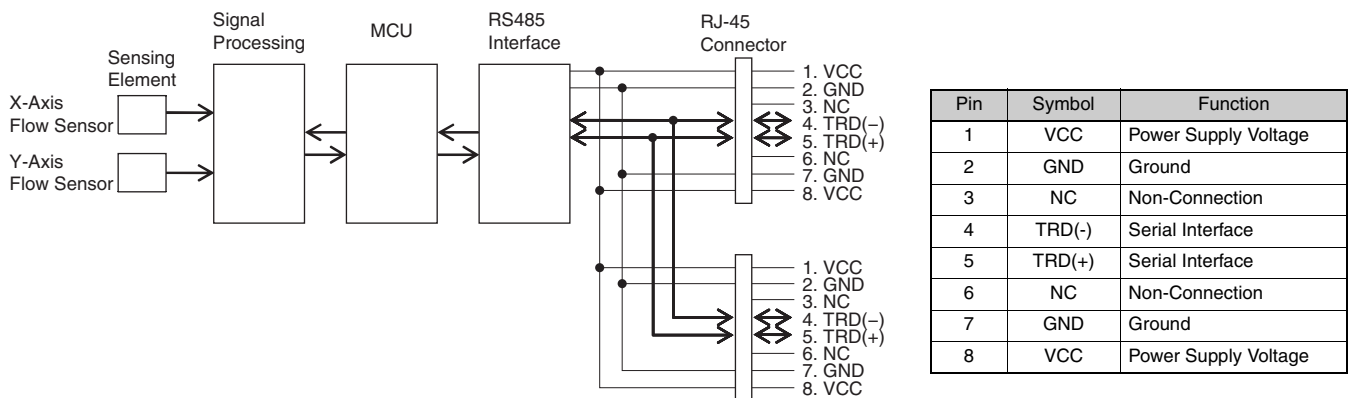 Signal
Processing
MCU
RS485
Interface
RJ-45
Connector
Sensing
Element
X-Axis
Flow Sensor
Y-Axis
Flow Sensor
1. VCC
2. GND
3. NC
4. TRD(−)
5. TRD(+)
6. NC
7. GND
8. VCC
1. VCC
2. GND
3. NC
4. TRD(−)
5. TRD(+)
6. NC
7. GND
8. VCC
Pin Symbol Function
1 VCC Power Supply Voltage
2 GND Ground
3 NC Non-Connection
4 TRD(-) Serial Interface
5 TRD(+) Serial Interface
6 NC Non-Connection
7 GND Ground
8 VCC Power Supply Voltage